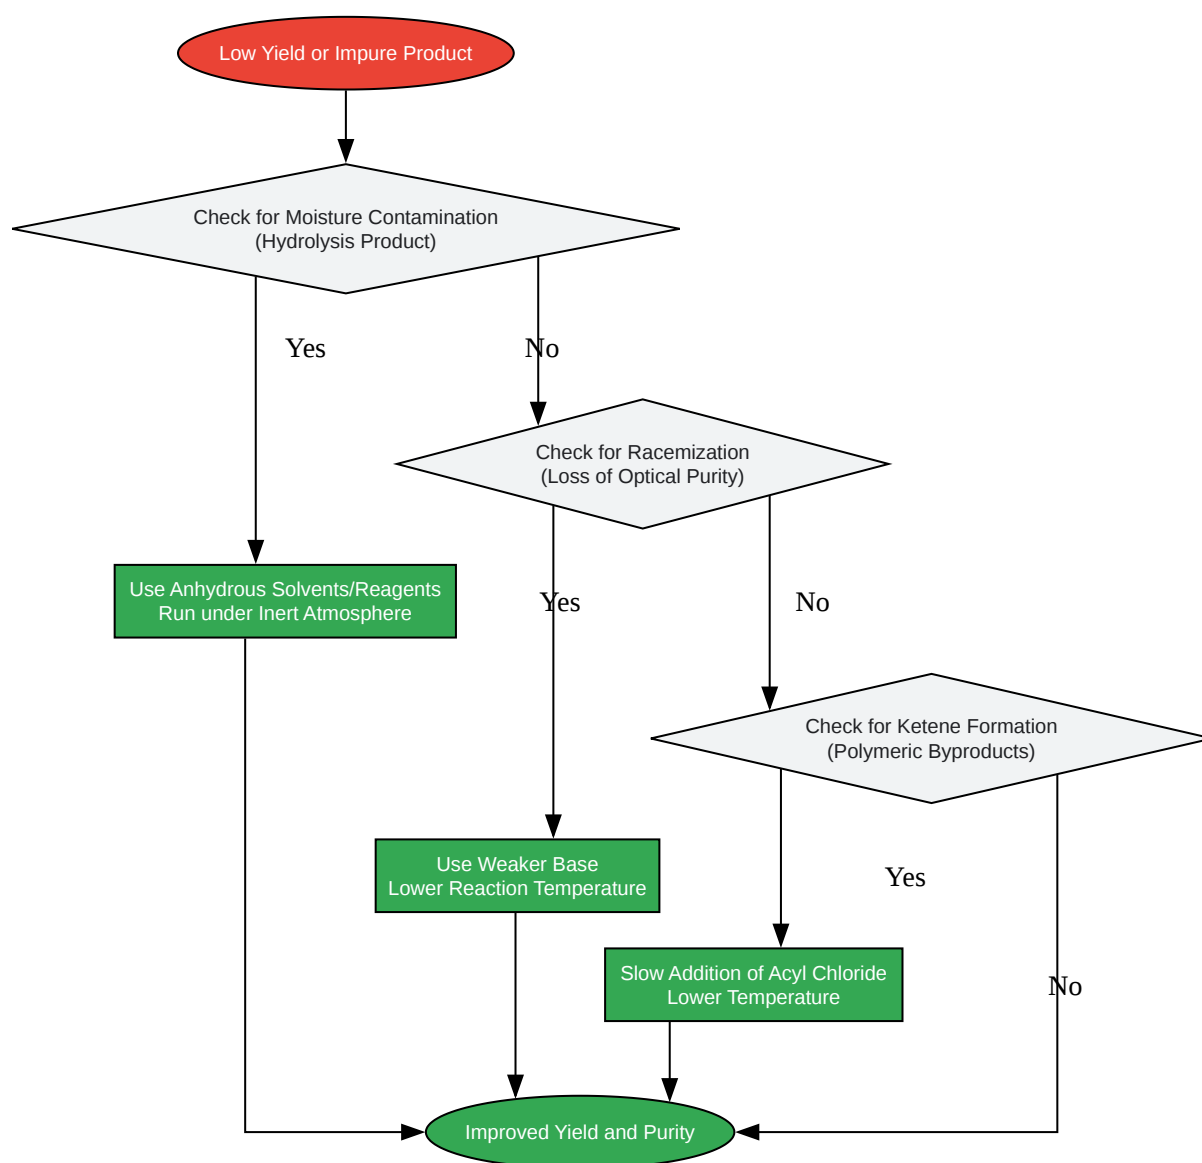 Low Yield or Impure Product
Check for Moisture Contamination
(Hydrolysis Product)
Yes
No
Check for Racemization
(Loss of Optical Purity)
Use Anhydrous Solvents/Reagents
Run under Inert Atmosphere
Yes
No
Check for Ketene Formation
(Polymeric Byproducts)
Use Weaker Base
Lower Reaction Temperature
Yes
Slow Addition of Acyl Chloride
Lower Temperature
No
Improved Yield and Purity